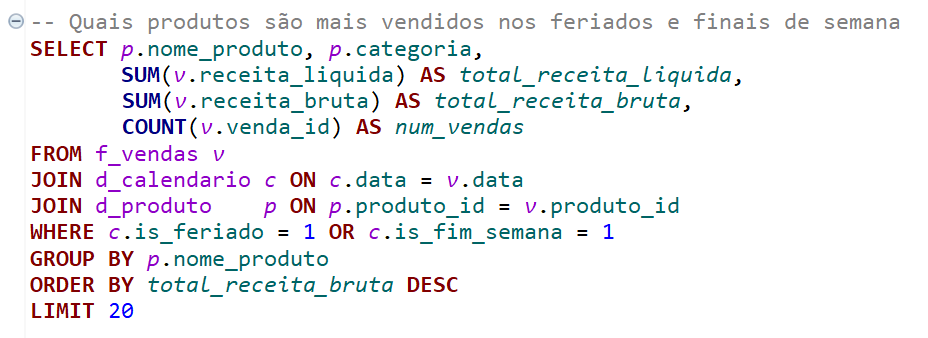 -- Quais produtos são mais vendidos nos feriados e finais de semana
SELECT p.nome_produto, p.categoria,
       SUM(v.receita_liquida) AS total_receita_liquida,
       SUM(v.receita_bruta) AS total_receita_bruta,
       COUNT(v.venda_id) AS num_vendas
FROM f_vendas v
JOIN d_calendario c ON c.data = v.data
JOIN d_produto    p ON p.produto_id = v.produto_id
WHERE c.is_feriado = 1 OR c.is_fim_semana = 1
GROUP BY p.nome_produto
ORDER BY total_receita_bruta DESC
LIMIT 20